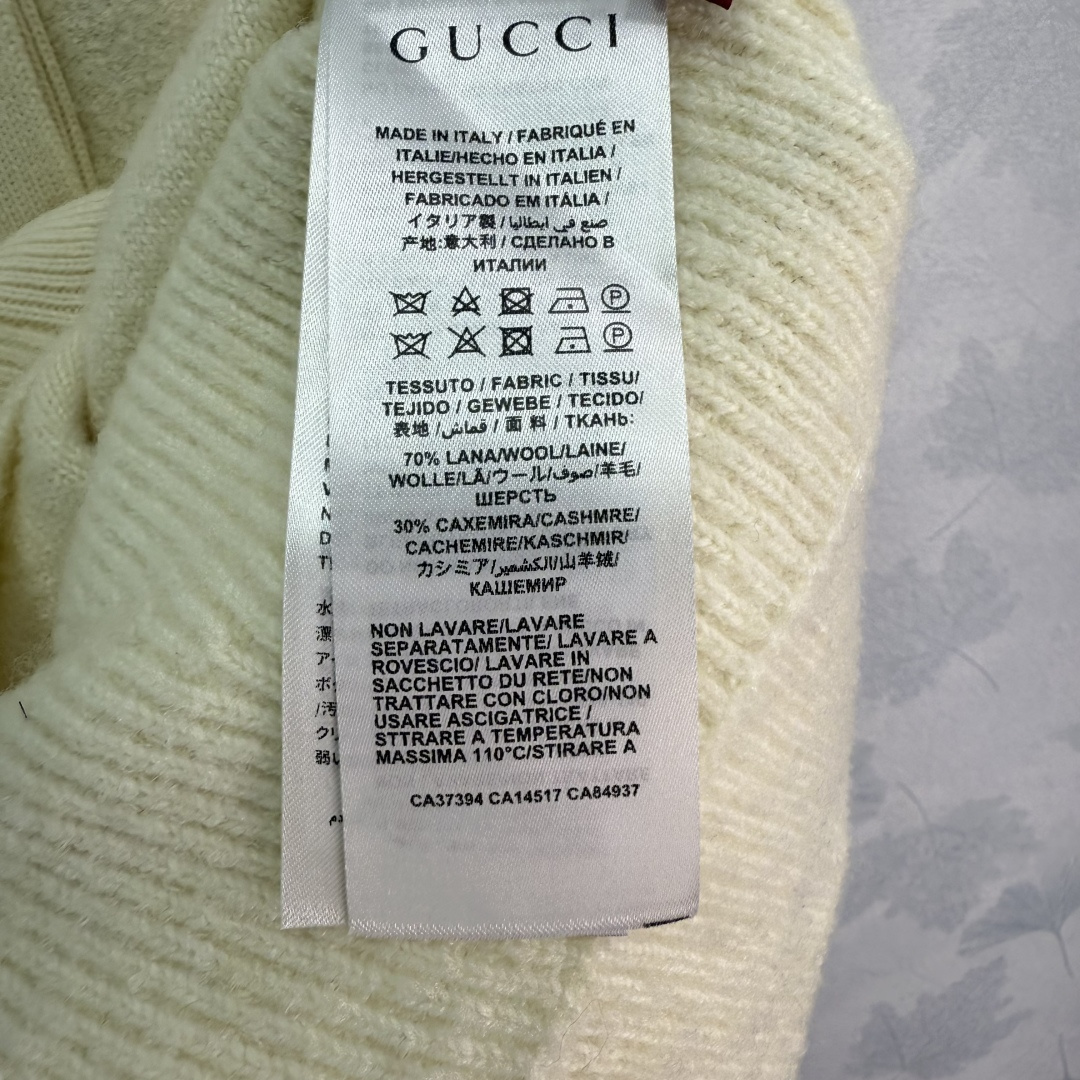 GUCCI
MADE IN ITALY / FABRIQUÉ EN
ITALIE/HECHO EN ITALIA /
HERGESTELLT IN ITALIEN /
FABRICADO EM ITÁLIA /
イタリア製 / صنع في ايطاليا
产地:意大利 / СДЕЛАНО В
ИТАЛИИ
TESSUTO / FABRIC / TISSU/
TEJIDO / GEWEBE / TECIDO/
表地 /قماش / 面 料 / ТКАНЬ:
70% LANA/WOOL/LAINE/
WOLLE/LÃ/ウール/صوف/羊毛/
ШЕРСТЬ
30% CAXEMIRA/CASHMRE/
CACHEMIRE/KASCHMIR/
カシミア/الكشمير/山羊绒/
КАШЕМИР
NON LAVARE/LAVARE
SEPARATAMENTE/ LAVARE A
ROVESCIO/ LAVARE IN
SACCHETTO DU RETE/NON
TRATTARE CON CLORO/NON
USARE ASCIGATRICE /
STTRARE A TEMPERATURA
MASSIMA 110°C/STIRARE A
CA37394 CA14517 CA84937